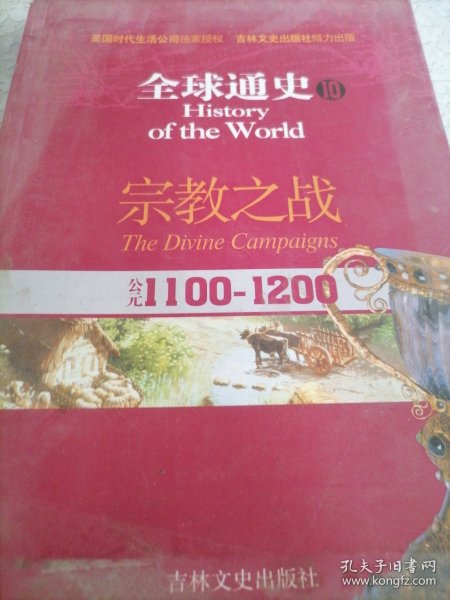 美国时代生活公司独家授权 吉林文史出版社倾力出版
全球通史10
History
of the World
宗教之战
The Divine Campaigns
公元1100-1200
吉林文史出版社
孔夫子旧书网
www.kongfz.com